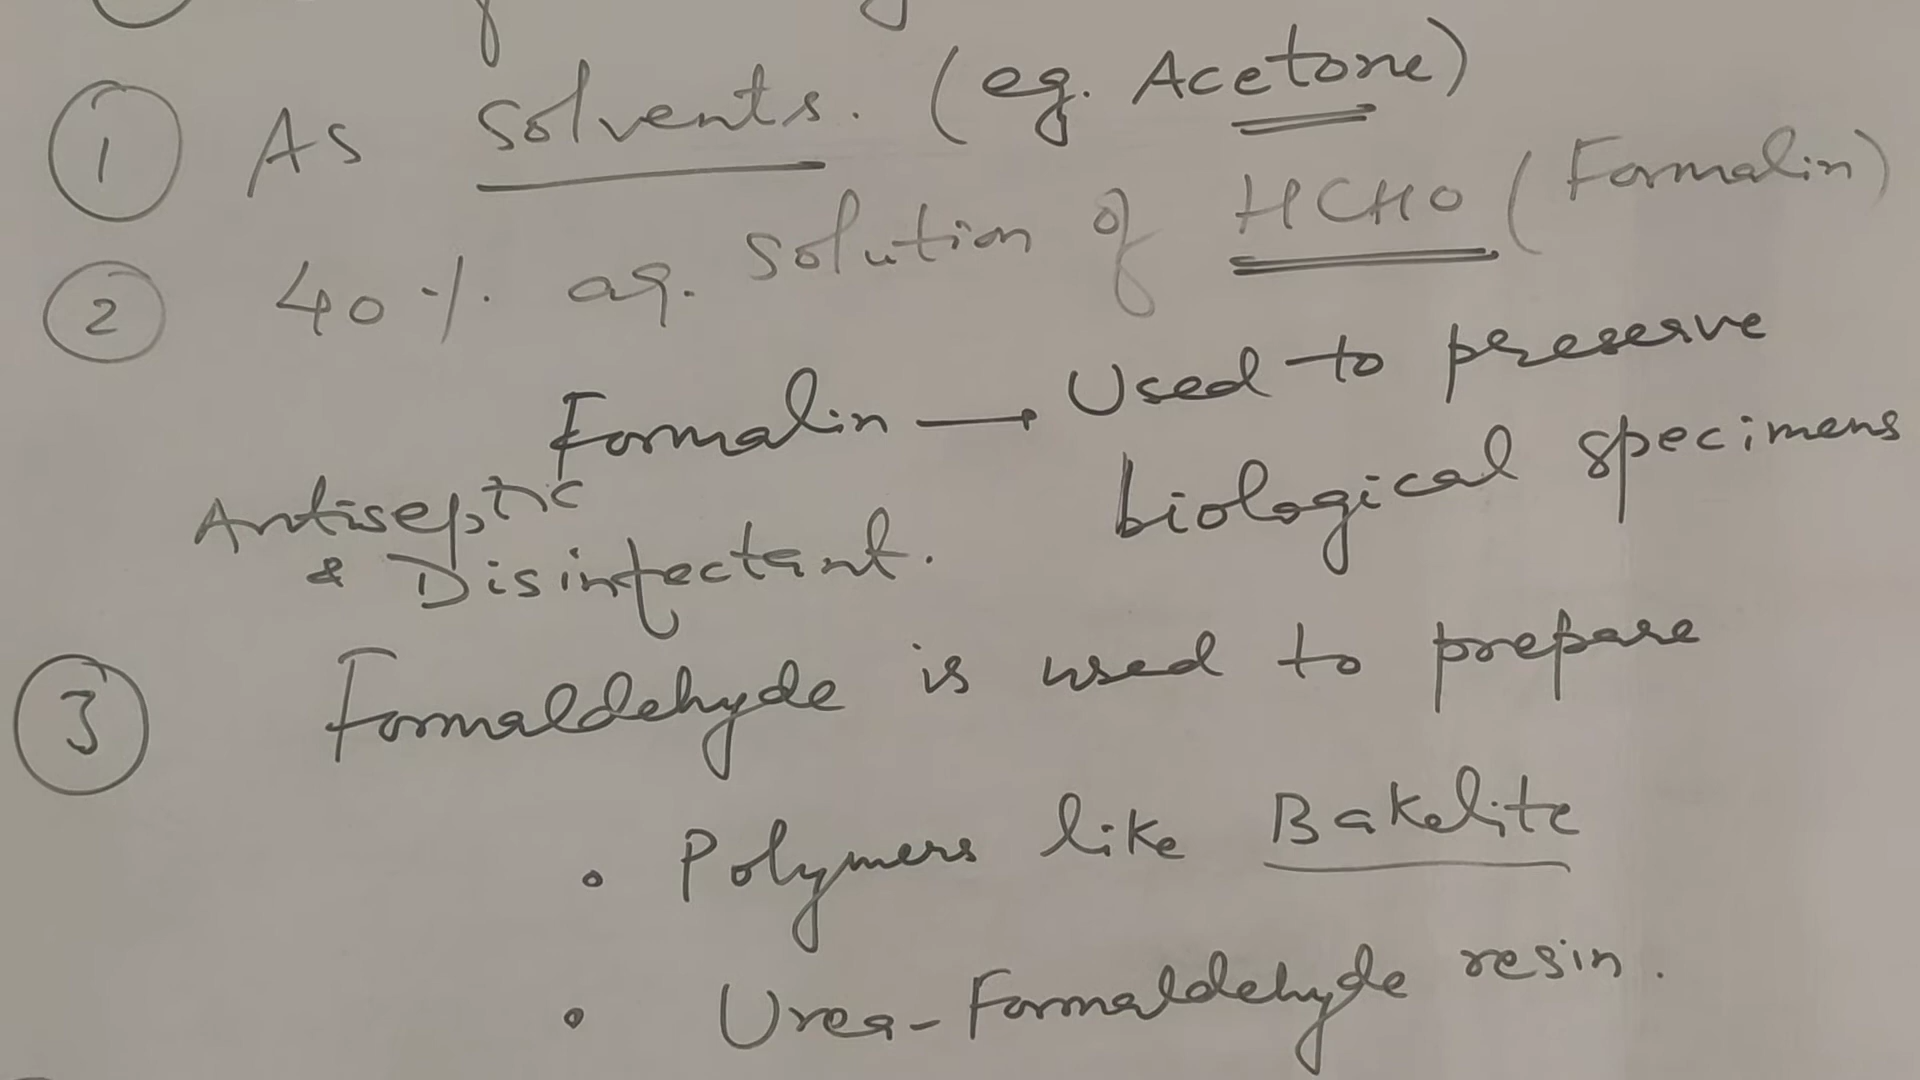 ① As solvents. (eg. Acetone)
② 40 %. aq. solution of HCHO (Formalin)
Formalin → Used to preserve
biological specimens
Antiseptic
& Disinfectant.
③ Formaldehyde is used to prepare
• Polymers like Bakelite
• Urea-Formaldehyde resin.